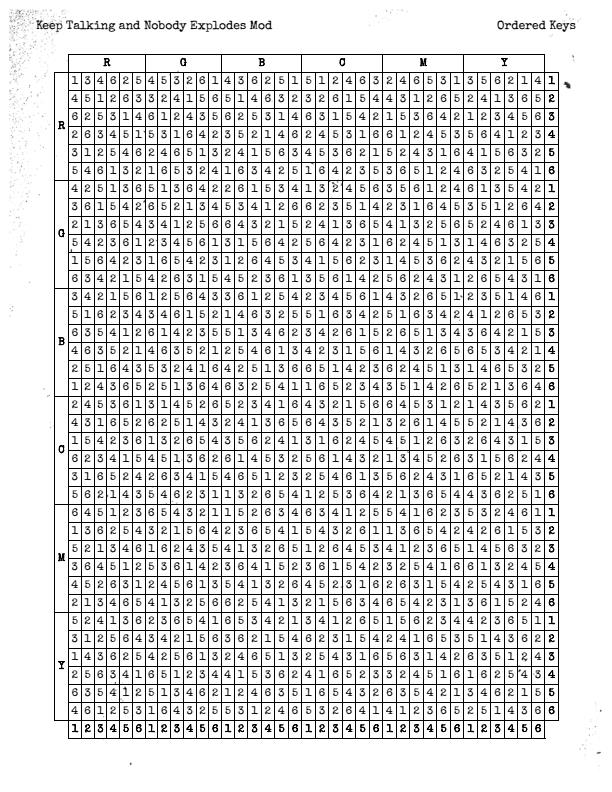 Keep Talking and Nobody Explodes Mod
Ordered Keys
R G B C M Y
1 3 4 6 2 5 4 5 3 2 6 1 4 3 6 2 5 1 5 1 2 4 6 3 2 4 6 5 3 1 3 5 6 2 1 4 1
4 5 1 2 6 3 3 2 4 1 5 6 5 1 4 6 3 2 3 2 6 1 5 4 4 3 1 2 6 5 2 4 1 3 6 5 2
6 2 5 3 1 4 6 1 2 4 3 5 6 2 5 3 1 4 6 3 1 5 4 2 1 5 3 6 4 2 1 2 3 4 5 6 3
R
2 6 3 4 5 1 5 3 1 6 4 2 3 5 2 1 4 6 2 4 5 3 1 6 6 1 2 4 5 3 5 6 4 1 2 3 4
3 1 2 5 4 6 2 4 6 5 1 3 2 4 1 5 6 3 4 5 3 6 2 1 5 2 4 3 1 6 4 1 5 6 3 2 5
5 4 6 1 3 2 1 6 5 3 2 4 1 6 3 4 2 5 1 6 4 2 3 5 3 6 5 1 2 4 6 3 2 5 4 1 6
4 2 5 1 3 6 5 1 3 6 4 2 2 6 1 5 3 4 1 3 2 4 5 6 3 5 6 1 2 4 6 1 3 5 4 2 1
3 6 1 5 4 2 6 5 2 1 3 4 5 3 4 1 2 6 6 2 3 5 1 4 2 3 1 6 4 5 3 5 1 2 6 4 2
2 1 3 6 5 4 3 4 1 2 5 6 6 4 3 2 1 5 2 4 1 3 6 5 4 1 3 6 5 2 5 2 4 6 1 3 3
G
5 4 2 3 6 1 2 3 4 5 6 1 3 1 5 6 4 2 5 6 4 2 3 1 6 2 4 5 3 1 1 4 6 3 2 5 4
1 5 6 4 2 3 1 6 5 4 2 3 1 2 6 4 5 3 4 1 5 6 2 3 1 4 5 3 6 2 4 3 2 1 5 6 5
6 3 4 2 1 5 4 2 6 3 1 5 4 5 2 3 6 1 3 5 6 1 4 2 5 6 2 4 3 1 2 6 5 4 3 1 6
3 4 2 1 5 6 1 2 5 6 4 3 3 6 1 2 5 4 2 3 4 5 6 1 4 3 2 6 5 1 2 3 5 1 4 6 1
5 1 6 2 3 4 3 4 6 1 5 2 1 4 6 3 2 5 5 1 6 3 4 2 5 1 6 3 4 2 4 1 2 6 5 3 2
6 3 5 4 1 2 6 1 4 2 3 5 5 1 3 4 6 2 3 4 2 6 1 5 2 6 5 1 3 4 3 6 4 2 1 5 3
B
4 6 3 5 2 1 4 6 3 5 2 1 2 5 4 6 1 3 4 2 3 1 5 6 1 4 3 2 6 5 6 5 3 4 2 1 4
2 5 1 6 4 3 5 3 2 4 1 6 4 2 5 1 3 6 6 5 1 4 2 3 6 2 4 5 1 3 1 4 6 5 3 2 5
1 2 4 3 6 5 2 5 1 3 6 4 6 3 2 5 4 1 1 6 5 2 3 4 3 5 1 4 2 6 5 2 1 3 6 4 6
2 4 5 3 6 1 3 1 4 5 2 6 5 2 3 4 1 6 4 3 2 1 5 6 6 4 5 3 1 2 1 4 3 5 6 2 1
4 3 1 6 5 2 6 2 5 1 4 3 2 4 1 3 6 5 6 4 3 5 2 1 3 2 6 1 4 5 5 2 1 4 3 6 2
1 5 4 2 3 6 1 3 2 6 5 4 3 5 6 2 4 1 3 1 6 2 4 5 4 5 1 2 6 3 2 6 4 3 1 5 3
C
6 2 3 4 1 5 4 5 1 3 6 2 4 6 3 2 5 1 5 6 1 4 3 2 1 3 4 5 2 6 3 1 5 6 2 4 4
3 1 6 5 2 4 2 6 3 4 1 5 4 6 5 1 2 3 2 5 4 6 1 3 5 6 2 4 3 1 6 5 2 1 4 3 5
5 6 2 1 4 3 5 4 6 2 3 1 1 3 2 6 5 4 1 2 5 3 6 4 2 1 3 6 5 4 4 3 6 2 5 1 6
6 4 5 1 2 3 6 5 4 3 2 1 1 5 2 6 3 4 6 3 4 1 2 5 5 4 1 6 2 3 5 3 2 4 6 1 1
1 3 6 2 5 4 3 2 1 5 6 4 2 3 6 5 4 1 5 4 3 2 6 1 1 3 6 5 4 2 4 2 6 1 5 3 2
5 2 1 3 4 6 1 6 2 4 3 5 4 1 3 2 6 5 1 2 6 4 5 3 4 1 2 3 6 5 1 4 5 6 3 2 3
M
3 6 4 5 1 2 5 3 6 1 4 2 3 6 4 1 5 2 3 6 1 5 4 2 3 2 5 4 1 6 6 1 3 2 4 5 4
4 5 2 6 3 1 2 4 5 6 1 3 5 4 1 3 2 6 4 5 2 3 1 6 2 6 3 1 5 4 2 5 4 3 1 6 5
2 1 3 4 6 5 4 1 3 2 5 6 6 2 5 4 1 3 2 1 5 6 3 4 6 5 4 2 3 1 3 6 1 5 2 4 6
5 2 4 1 3 6 2 3 6 5 4 1 6 5 3 4 2 1 3 4 1 2 6 5 1 5 6 2 3 4 4 2 3 6 5 1 1
3 1 2 5 6 4 3 4 2 1 5 6 3 6 2 1 5 4 6 2 3 1 5 4 2 4 1 6 5 3 5 1 4 3 6 2 2
1 4 3 6 2 5 4 2 5 6 1 3 2 4 6 5 1 3 2 5 4 3 1 6 5 6 3 1 4 2 6 3 5 1 2 4 3
Y
2 5 6 3 4 1 6 5 1 2 3 4 4 1 5 3 6 2 4 1 6 5 2 3 3 2 4 5 1 6 1 6 2 5 4 3 4
6 3 5 4 1 2 5 1 3 4 6 2 1 2 4 6 3 5 1 6 5 4 3 2 6 3 5 4 2 1 3 4 6 2 1 5 5
4 6 1 2 5 3 1 6 4 3 2 5 5 3 1 2 4 6 5 3 2 6 4 1 4 1 2 3 6 5 2 5 1 4 3 6 6
1 2 3 4 5 6 1 2 3 4 5 6 1 2 3 4 5 6 1 2 3 4 5 6 1 2 3 4 5 6 1 2 3 4 5 6